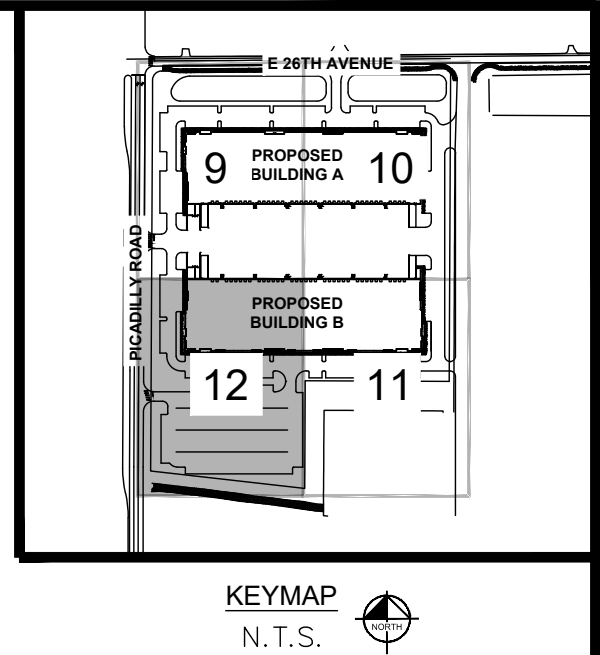 E 26TH AVENUE
9
PROPOSED
BUILDING A
10
PICADILLY ROAD
PROPOSED
BUILDING B
12
11
KEYMAP
N.T.S.
NORTH